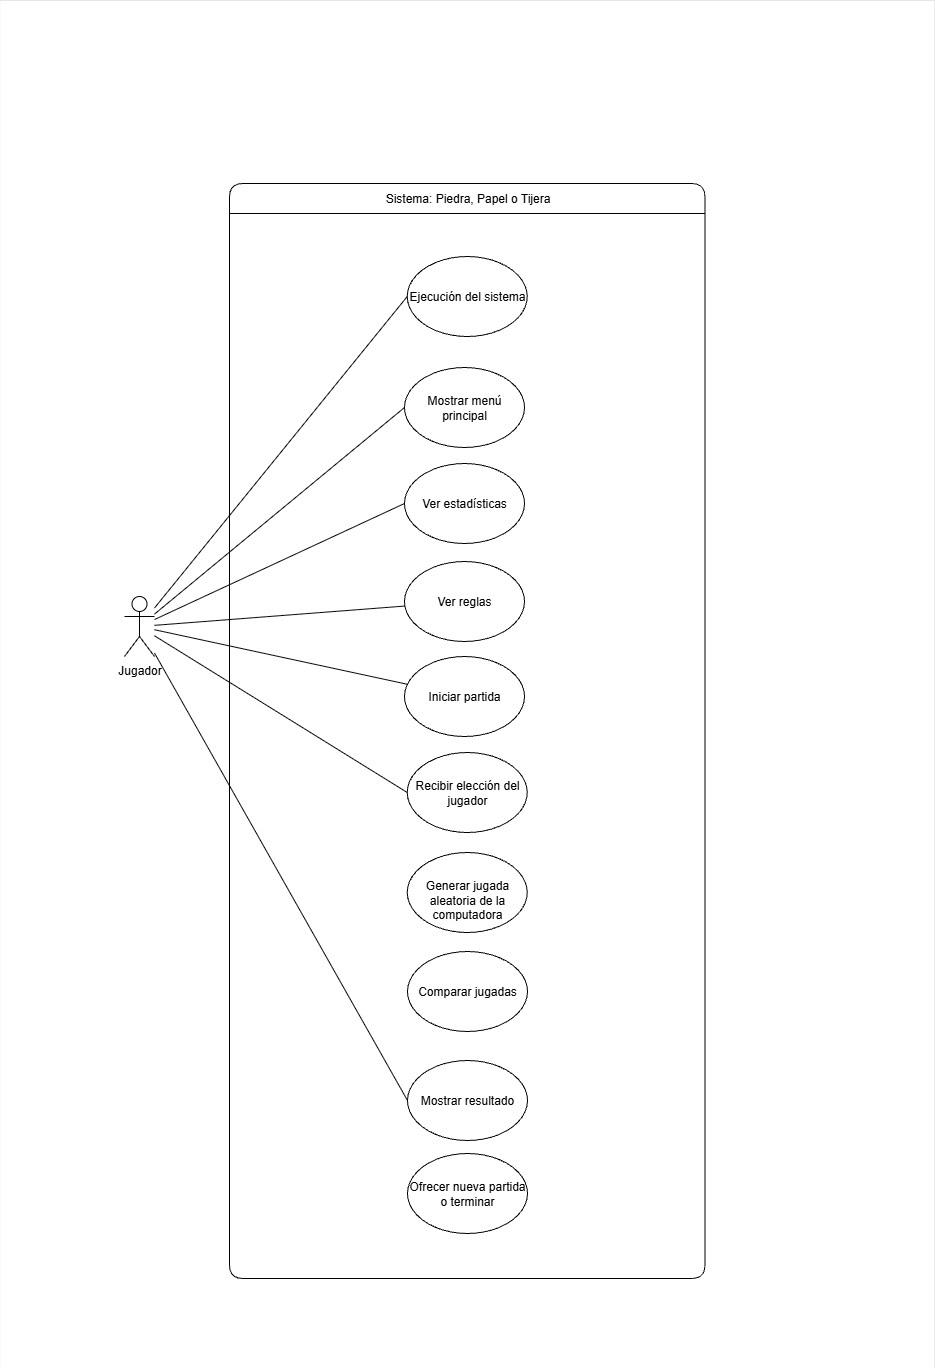 Sistema: Piedra, Papel o Tijera
Ejecución del sistema
Mostrar menú
principal
Ver estadísticas
Ver reglas
Jugador
Iniciar partida
Recibir elección del
jugador
Generar jugada
aleatoria de la
computadora
Comparar jugadas
Mostrar resultado
Ofrecer nueva partida
o terminar